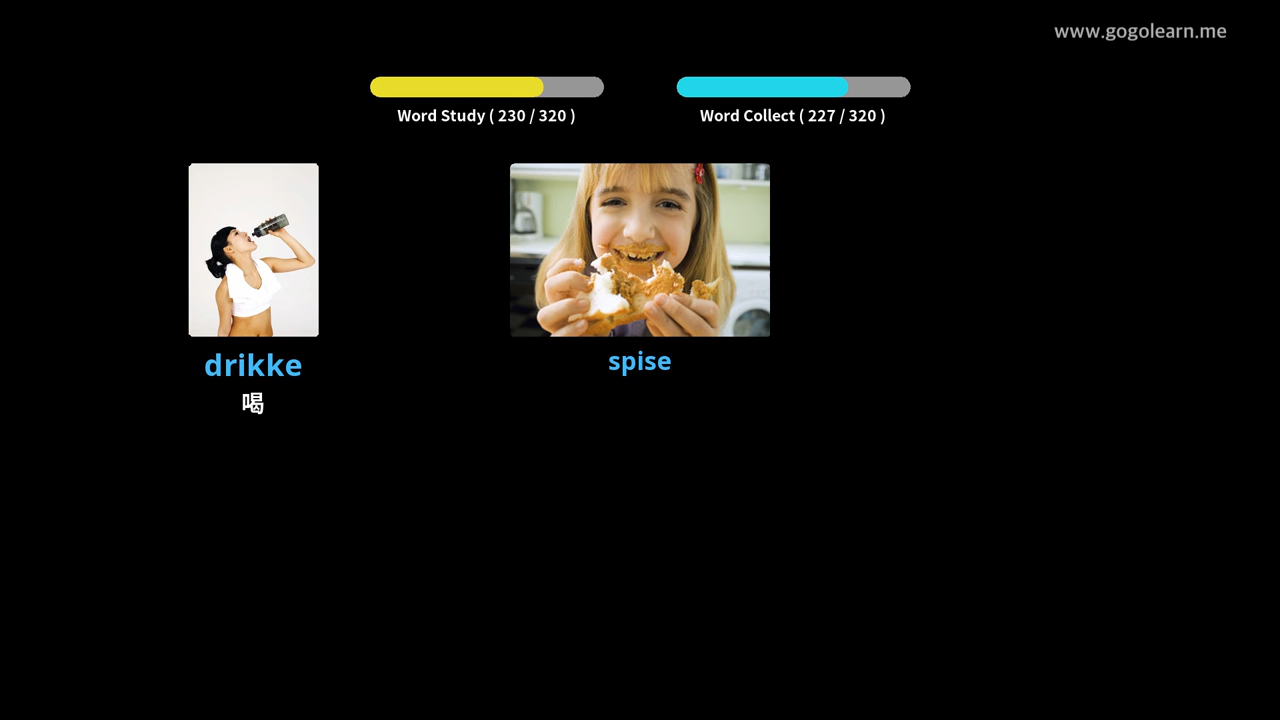 www.gogolearn.me
Word Study ( 230 / 320 )
Word Collect ( 227 / 320 )
drikke
喝
spise